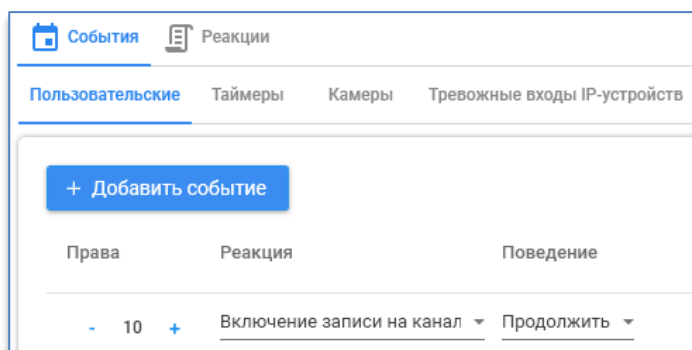 События Реакции
Пользовательские Таймеры Камеры Тревожные входы IP-устройств
+ Добавить событие
Права Реакция Поведение
- 10 + Включение записи на канал Продолжить